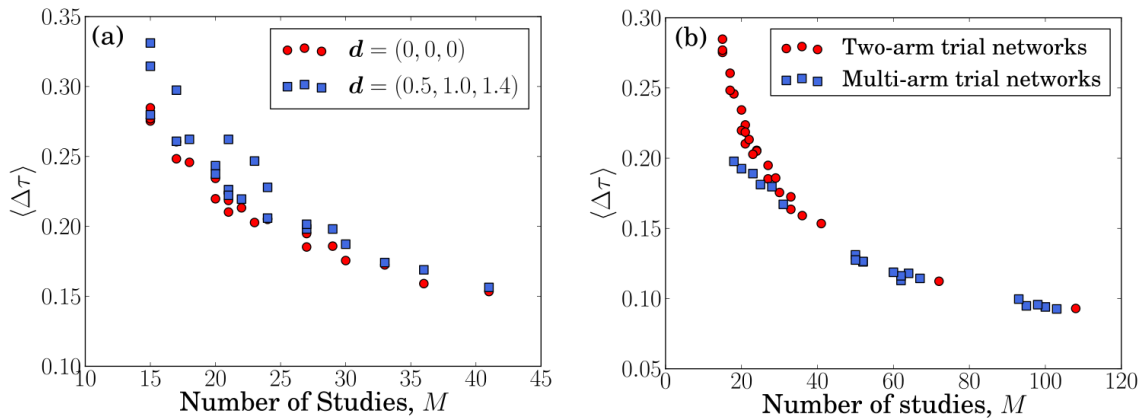 (a)
d = (0, 0, 0)
d = (0.5, 1.0, 1.4)
0.35
0.30
0.25
0.20
0.15
0.10
⟨Δτ⟩
10 15 20 25 30 35 40 45
Number of Studies, M
(b)
Two-arm trial networks
Multi-arm trial networks
0.30
0.25
0.20
0.15
0.10
0.05
⟨Δτ⟩
0 20 40 60 80 100 120
Number of studies, M